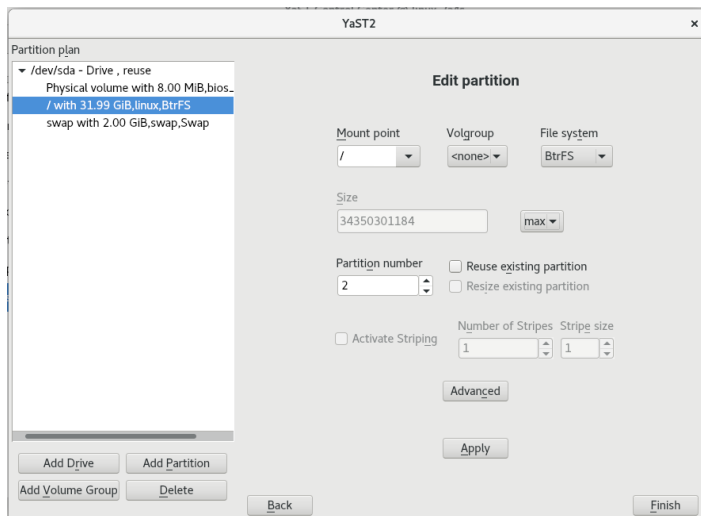 YaST2
×
Partition plan
/dev/sda - Drive , reuse
Physical volume with 8.00 MiB,bios_
/ with 31.99 GiB,linux,BtrFS
swap with 2.00 GiB,swap,Swap
Edit partition
Mount point Volgroup File system
/ <none> BtrFS
Size
34350301184 max
Partition number
2
Reuse existing partition
Resize existing partition
Activate Striping
Number of Stripes Stripe size
1 1
Advanced
Apply
Add Drive Add Partition
Add Volume Group Delete
Back Finish